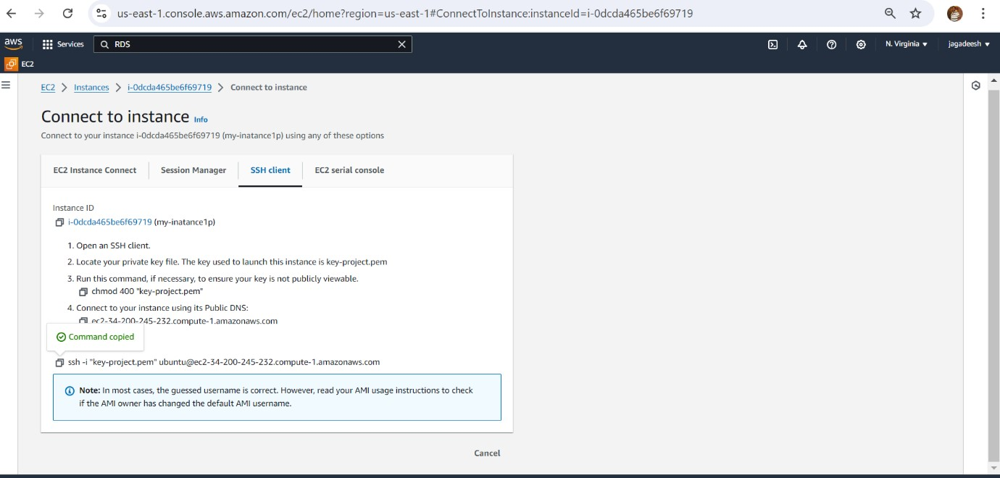 us-east-1.console.aws.amazon.com/ec2/home?region=us-east-1#ConnectToInstance:instanceId=i-0dcda465be6f69719
aws Services RDS N. Virginia jagadeesh
EC2
EC2 Instances i-0dcda465be6f69719 Connect to instance
Connect to instance Info
Connect to your instance i-0dcda465be6f69719 (my-inatance1p) using any of these options
EC2 Instance Connect Session Manager SSH client EC2 serial console
Instance ID
i-0dcda465be6f69719 (my-inatance1p)
1. Open an SSH client.
2. Locate your private key file. The key used to launch this instance is key-project.pem
3. Run this command, if necessary, to ensure your key is not publicly viewable.
chmod 400 "key-project.pem"
4. Connect to your instance using its Public DNS:
ec2-34-200-245-232.compute-1.amazonaws.com
Command copied
ssh -i "key-project.pem" ubuntu@ec2-34-200-245-232.compute-1.amazonaws.com
Note: In most cases, the guessed username is correct. However, read your AMI usage instructions to check
if the AMI owner has changed the default AMI username.
Cancel